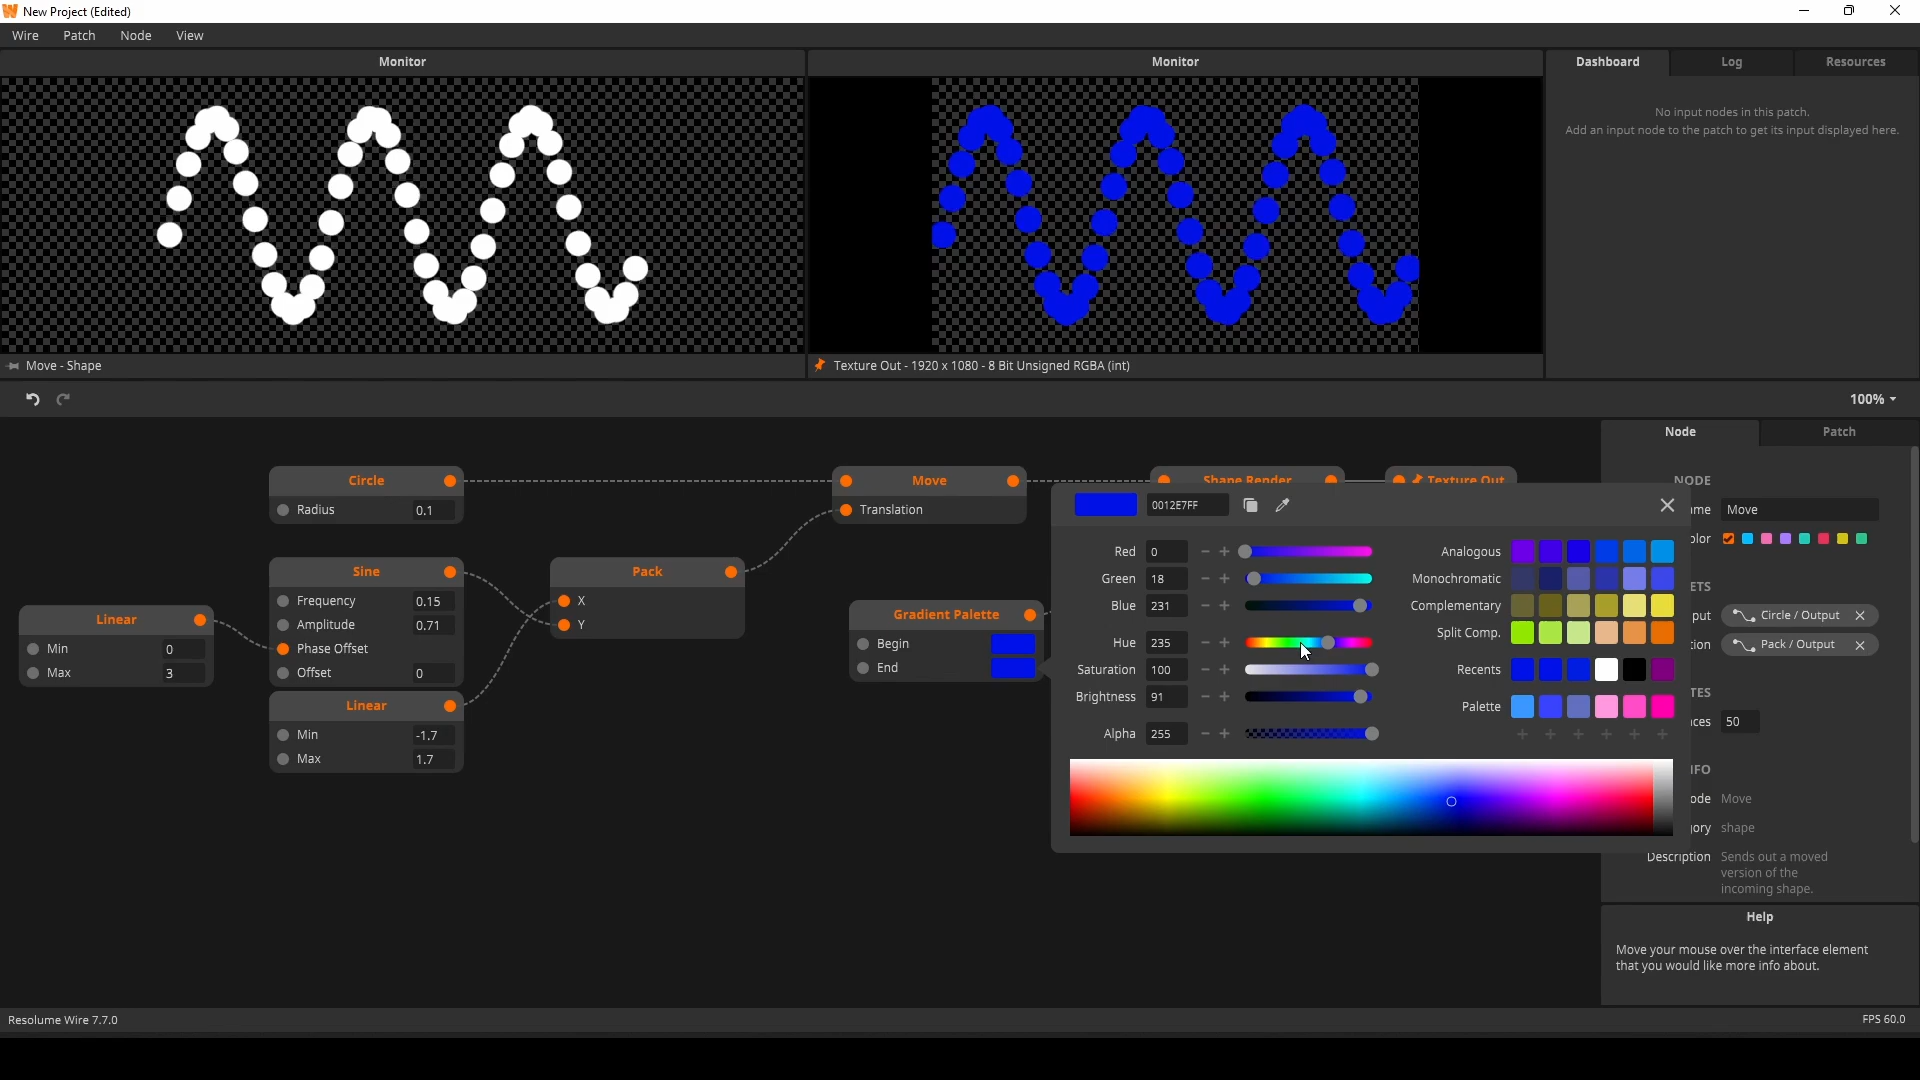 New Project (Edited)
Wire Patch Node View
Monitor
Monitor
Dashboard Log Resources
No input nodes in this patch.
Add an input node to the patch to get its input displayed here.
Move - Shape
Texture Out - 1920 x 1080 - 8 Bit Unsigned RGBA (int)
100%
Node Patch
Circle
Radius 0.1
Sine
Frequency 0.15
Amplitude 0.71
Phase Offset
Offset 0
Linear
Min 0
Max 3
Linear
Min -1.7
Max 1.7
Pack
X
Y
Move
Translation
Gradient Palette
Begin
End
Shape Render
Texture Out
0012E7FF
Red 0
Green 18
Blue 231
Hue 235
Saturation 100
Brightness 91
Alpha 255
Analogous
Monochromatic
Complementary
Split Comp.
Recents
Palette
NODE
me Move
olor
ETS
put Circle / Output
tion Pack / Output
TES
ces 50
NFO
ode Move
gory shape
Description Sends out a moved
version of the
incoming shape.
Help
Move your mouse over the interface element
that you would like more info about.
Resolume Wire 7.7.0
FPS 60.0